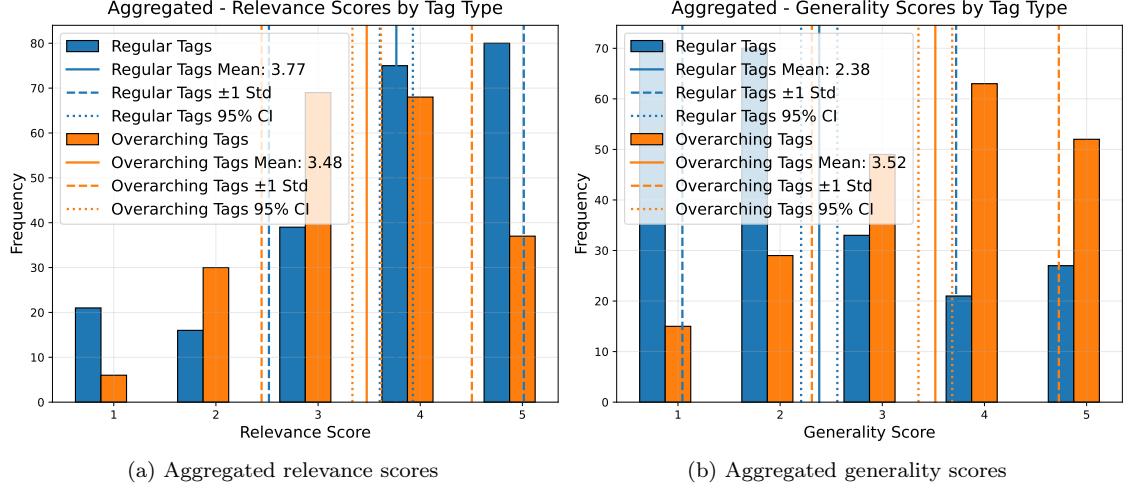 Aggregated - Relevance Scores by Tag Type
80
70
60
50
40
30
20
10
0
Frequency
Regular Tags
Regular Tags Mean: 3.77
Regular Tags ±1 Std
Regular Tags 95% CI
Overarching Tags
Overarching Tags Mean: 3.48
Overarching Tags ±1 Std
Overarching Tags 95% CI
1 2 3 4 5
Relevance Score
(a) Aggregated relevance scores
Aggregated - Generality Scores by Tag Type
70
60
50
40
30
20
10
0
Frequency
Regular Tags
Regular Tags Mean: 2.38
Regular Tags ±1 Std
Regular Tags 95% CI
Overarching Tags
Overarching Tags Mean: 3.52
Overarching Tags ±1 Std
Overarching Tags 95% CI
1 2 3 4 5
Generality Score
(b) Aggregated generality scores